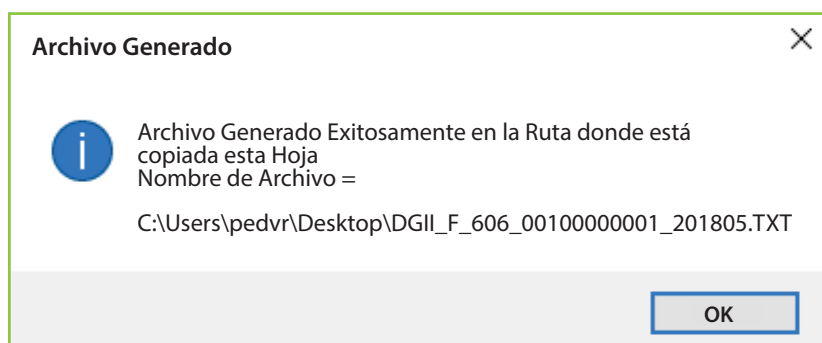 Archivo Generado
Archivo Generado Exitosamente en la Ruta donde está
copiada esta Hoja
Nombre de Archivo =
C:\Users\pedvr\Desktop\DGII_F_606_00100000001_201805.TXT
OK